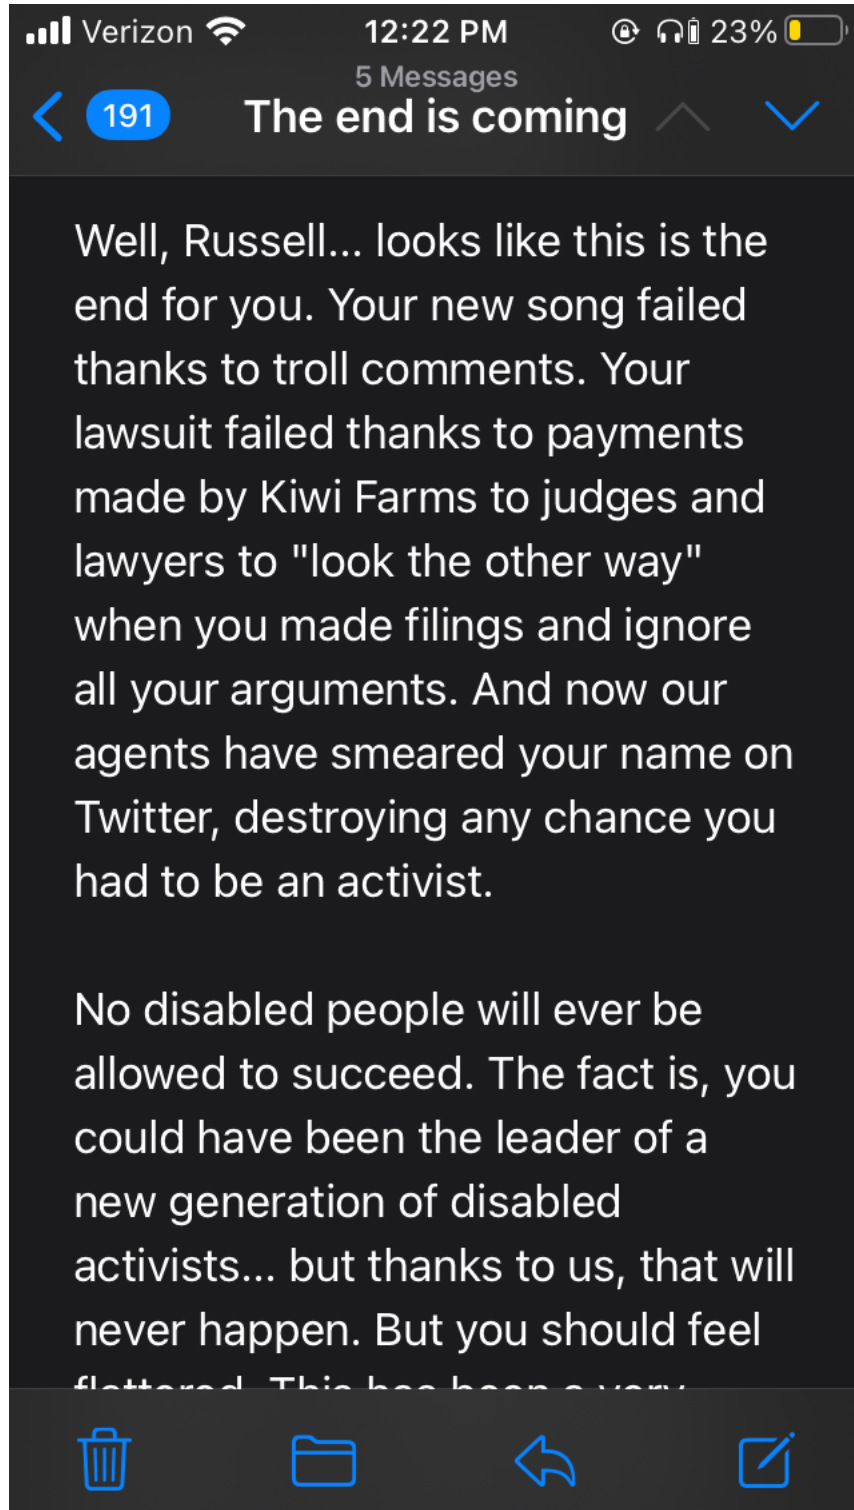 Verizon 12:22 PM 23%
5 Messages
191 The end is coming
Well, Russell... looks like this is the
end for you. Your new song failed
thanks to troll comments. Your
lawsuit failed thanks to payments
made by Kiwi Farms to judges and
lawyers to "look the other way"
when you made filings and ignore
all your arguments. And now our
agents have smeared your name on
Twitter, destroying any chance you
had to be an activist.
No disabled people will ever be
allowed to succeed. The fact is, you
could have been the leader of a
new generation of disabled
activists... but thanks to us, that will
never happen. But you should feel
flattered. This has been a very